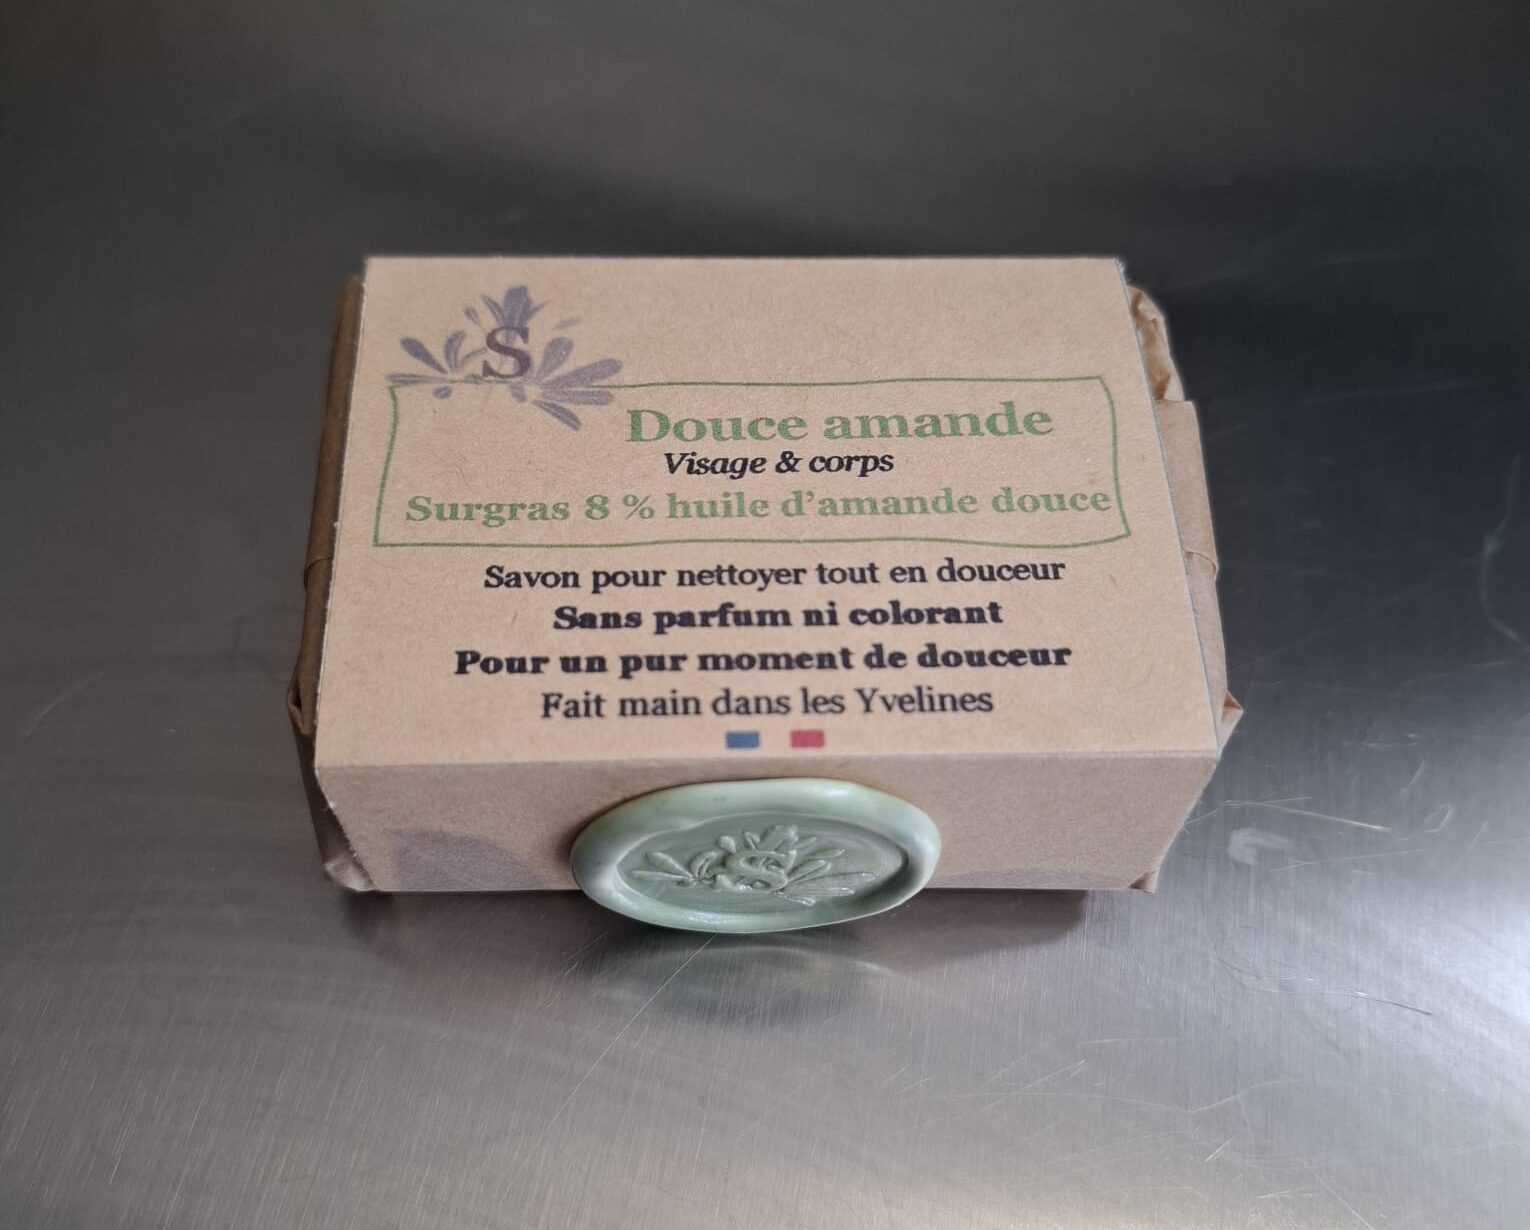 S
Douce amande
Visage & corps
Surgras 8 % huile d'amande douce
Savon pour nettoyer tout en douceur
Sans parfum ni colorant
Pour un pur moment de douceur
Fait main dans les Yvelines
S